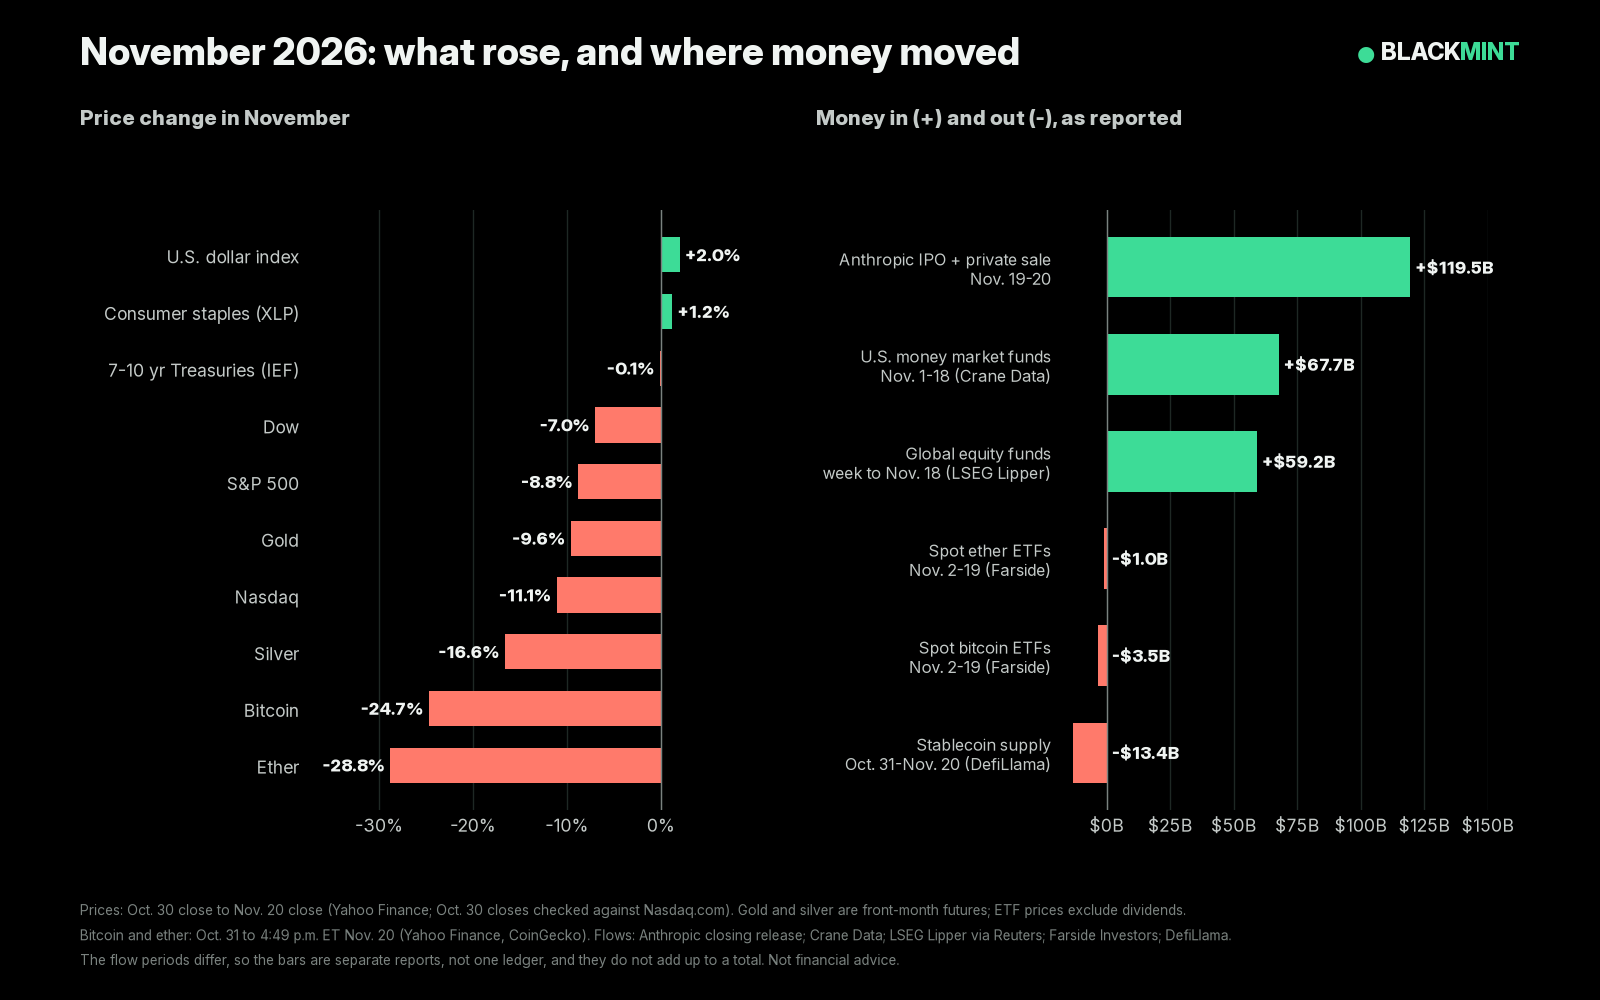 November 2026: what rose, and where money moved
BLACKMINT
Price change in November
U.S. dollar index
+2.0%
Consumer staples (XLP)
+1.2%
7-10 yr Treasuries (IEF)
-0.1%
Dow
-7.0%
S&P 500
-8.8%
Gold
-9.6%
Nasdaq
-11.1%
Silver
-16.6%
Bitcoin
-24.7%
Ether
-28.8%
-30% -20% -10% 0%
Money in (+) and out (-), as reported
Anthropic IPO + private sale
Nov. 19-20
+$119.5B
U.S. money market funds
Nov. 1-18 (Crane Data)
+$67.7B
Global equity funds
week to Nov. 18 (LSEG Lipper)
+$59.2B
Spot ether ETFs
Nov. 2-19 (Farside)
-$1.0B
Spot bitcoin ETFs
Nov. 2-19 (Farside)
-$3.5B
Stablecoin supply
Oct. 31-Nov. 20 (DefiLlama)
-$13.4B
$0B $25B $50B $75B $100B $125B $150B
Prices: Oct. 30 close to Nov. 20 close (Yahoo Finance; Oct. 30 closes checked against Nasdaq.com). Gold and silver are front-month futures; ETF prices exclude dividends.
Bitcoin and ether: Oct. 31 to 4:49 p.m. ET Nov. 20 (Yahoo Finance, CoinGecko). Flows: Anthropic closing release; Crane Data; LSEG Lipper via Reuters; Farside Investors; DefiLlama.
The flow periods differ, so the bars are separate reports, not one ledger, and they do not add up to a total. Not financial advice.